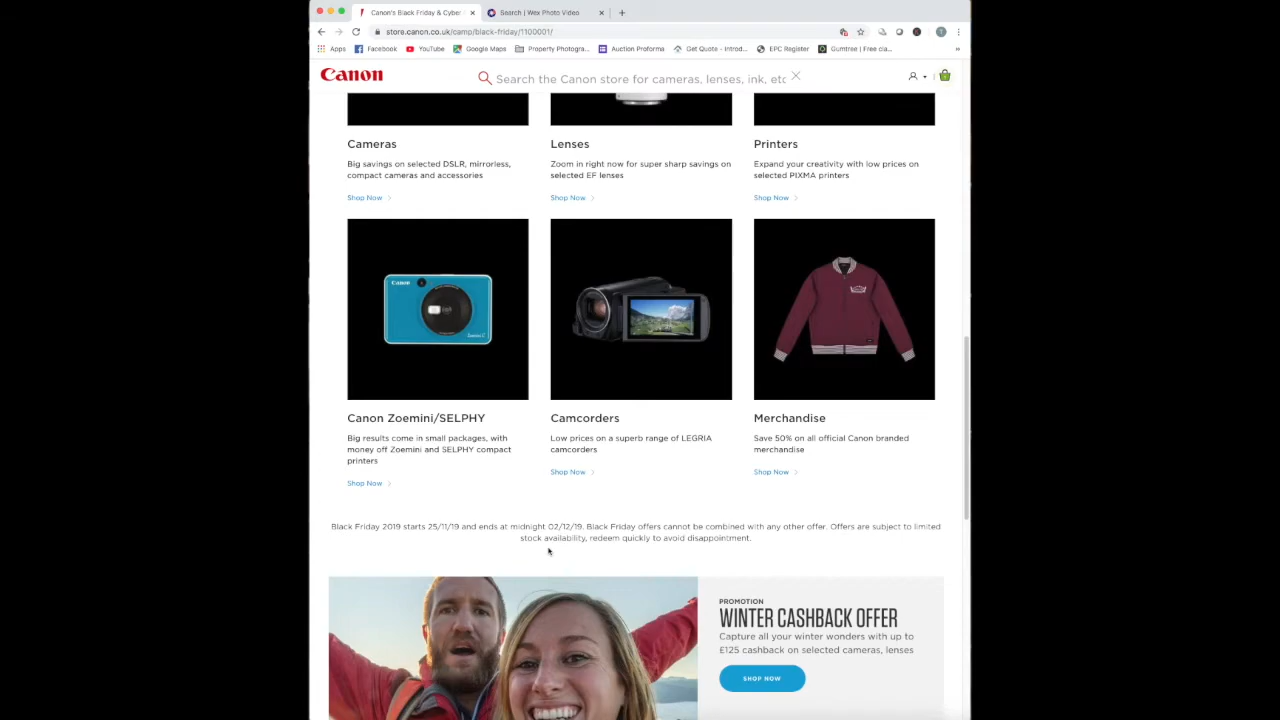 Canon's Black Friday & Cyber
Search | Wex Photo Video
store.canon.co.uk/camp/black-friday/1100001/
Apps
Facebook
YouTube
Google Maps
Property Photogra...
Auction Proforma
Get Quote - Introd...
EPC Register
Gumtree | Free cla...
Canon
Search the Canon store for cameras, lenses, ink, etc
Cameras
Big savings on selected DSLR, mirrorless,
compact cameras and accessories
Shop Now
Lenses
Zoom in right now for super sharp savings on
selected EF lenses
Shop Now
Printers
Expand your creativity with low prices on
selected PIXMA printers
Shop Now
Canon
Canon Zoemini/SELPHY
Big results come in small packages, with
money off Zoemini and SELPHY compact
printers
Shop Now
Camcorders
Low prices on a superb range of LEGRIA
camcorders
Shop Now
Merchandise
Save 50% on all official Canon branded
merchandise
Shop Now
Black Friday 2019 starts 25/11/19 and ends at midnight 02/12/19. Black Friday offers cannot be combined with any other offer. Offers are subject to limited
stock availability, redeem quickly to avoid disappointment.
PROMOTION
WINTER CASHBACK OFFER
Capture all your winter wonders with up to
£125 cashback on selected cameras, lenses
SHOP NOW